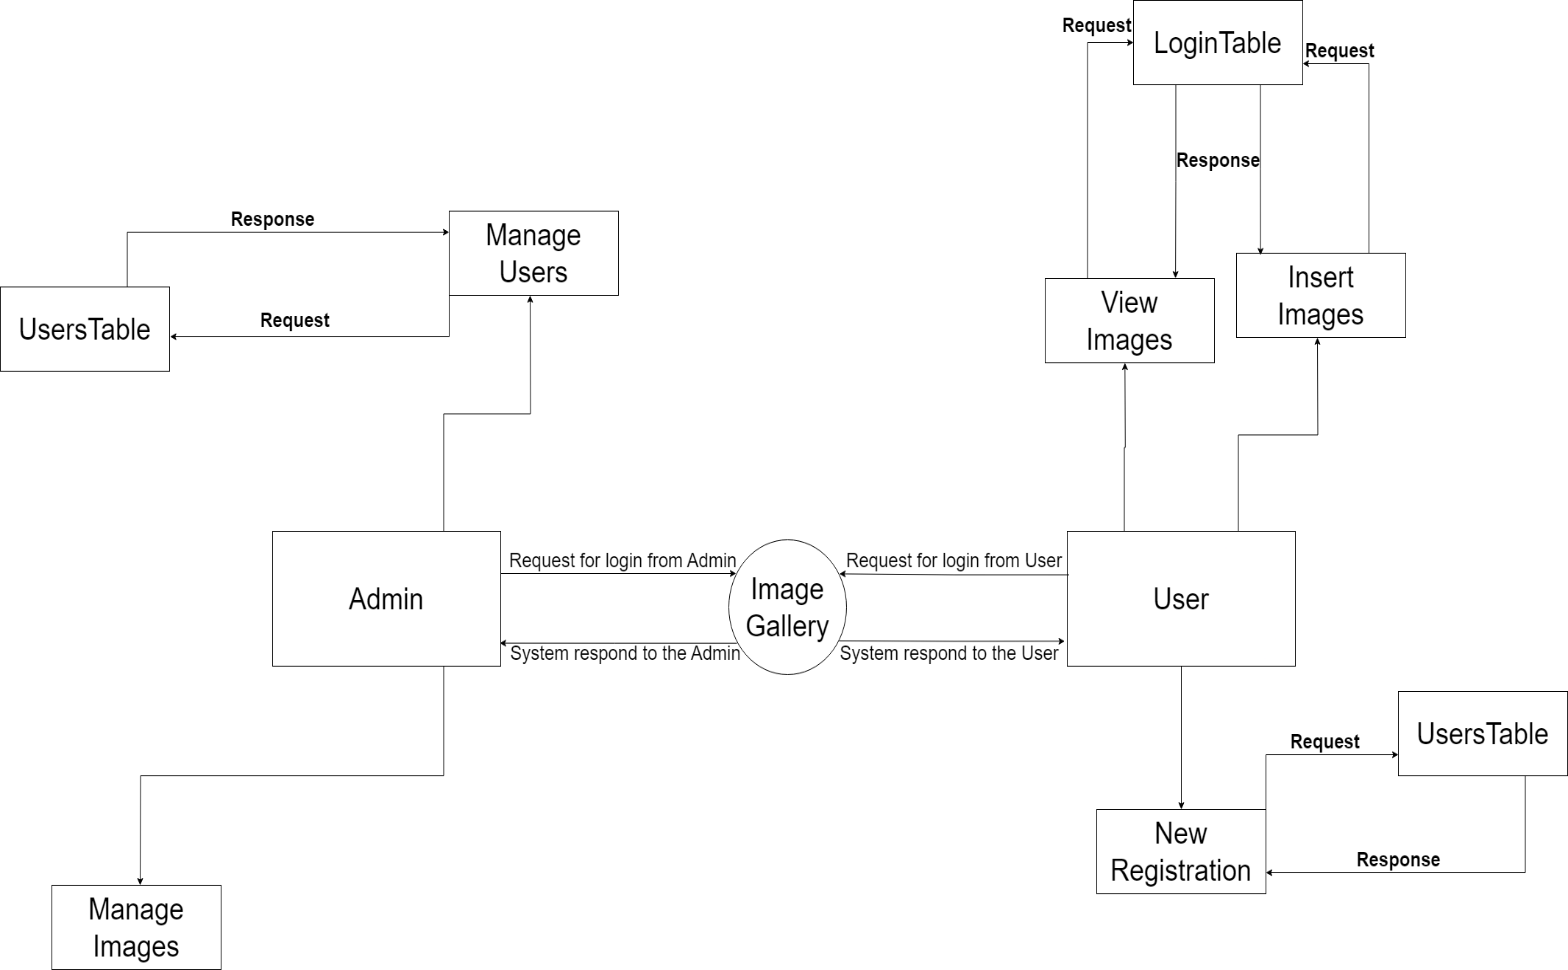 Request
LoginTable
Request
Response
Response
Manage
Users
UsersTable
Request
View
Images
Insert
Images
Admin
Request for login from Admin
System respond to the Admin
Image
Gallery
Request for login from User
System respond to the User
User
UsersTable
Request
New
Registration
Response
Manage
Images